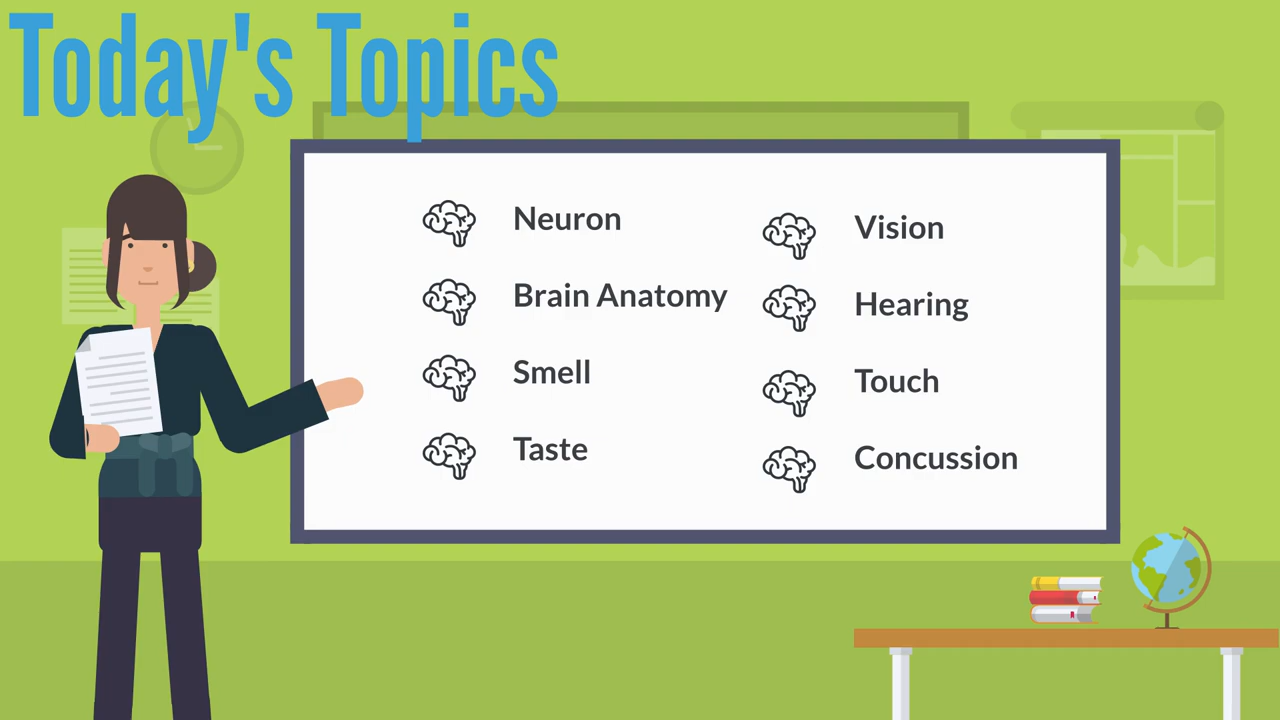 Today's Topics
Neuron
Brain Anatomy
Smell
Taste
Vision
Hearing
Touch
Concussion